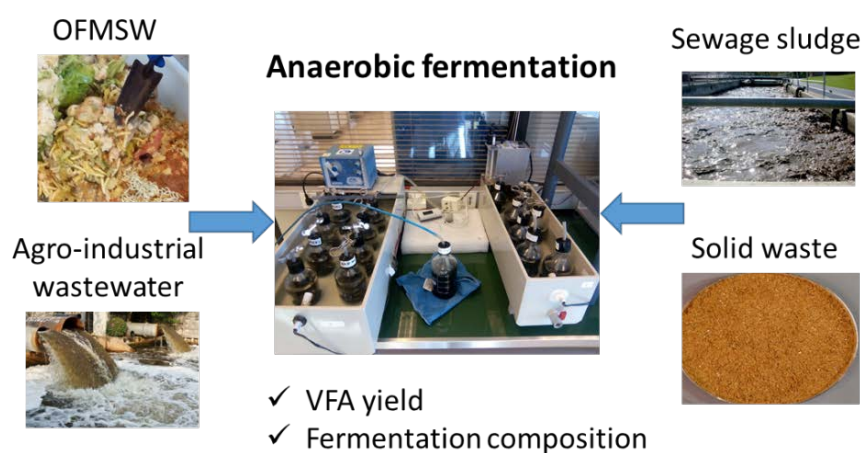 OFMSW
Agro-industrial
wastewater
Anaerobic fermentation
Sewage sludge
Solid waste
✓ VFA yield
✓ Fermentation composition